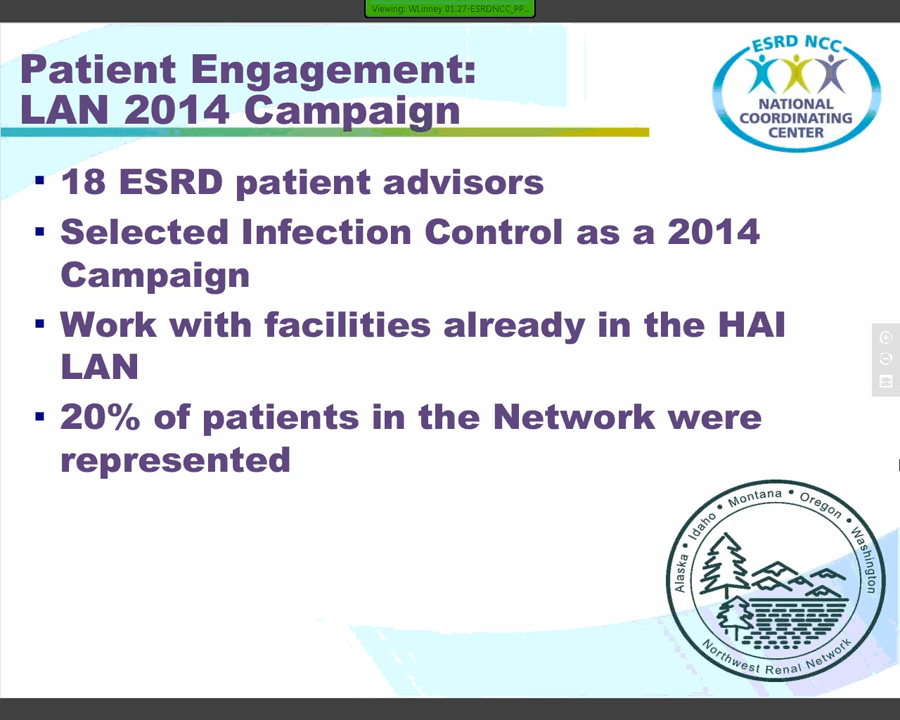 Viewing: WLinney 01.27-ESRDNCC_PP...
Patient Engagement:
LAN 2014 Campaign
ESRD NCC
NATIONAL
COORDINATING
CENTER
▪ 18 ESRD patient advisors
▪ Selected Infection Control as a 2014
Campaign
▪ Work with facilities already in the HAI
LAN
▪ 20% of patients in the Network were
represented
Alaska • Idaho • Montana • Oregon • Washington
Northwest Renal Network